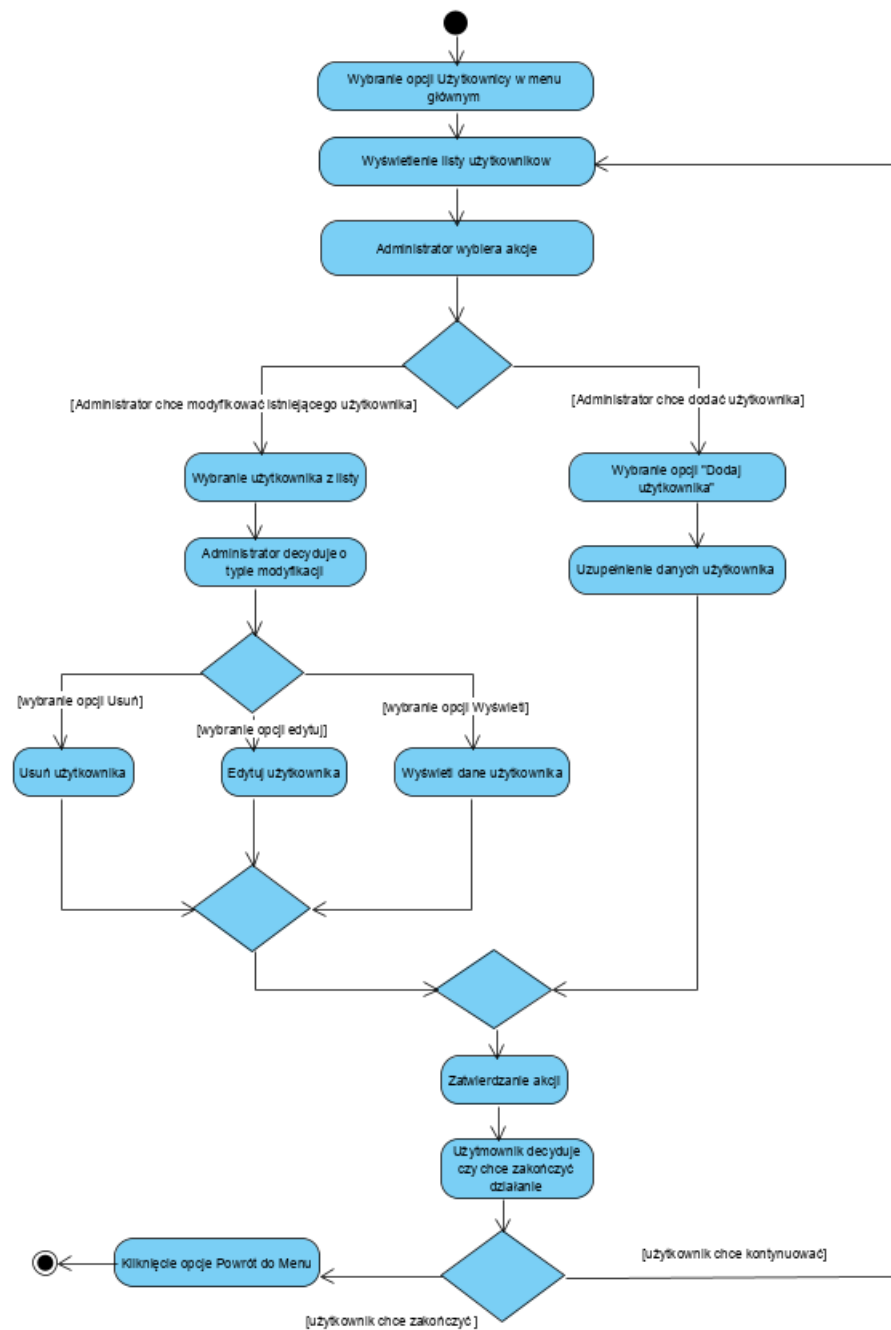 Wybranie opcji Użytkownicy w menu
głównym
Wyświetlenie listy użytkownikow
Administrator wybiera akcje
[Administrator chce modyfikować istniejącego użytkownika]
[Administrator chce dodać użytkownika]
Wybranie użytkownika z listy
Wybranie opcji "Dodaj
użytkownika"
Administrator decyduje o
typie modyfikacji
Uzupełnienie danych użytkownika
[wybranie opcji Usuń]
[wybranie opcji edytuj]
[wybranie opcji Wyświetl]
Usuń użytkownika
Edytuj użytkownika
Wyświetl dane użytkownika
Zatwierdzanie akcji
Użytmownik decyduje
czy chce zakończyć
działanie
[użytkownik chce kontynuować]
Kliknięcie opcje Powrót do Menu
[użytkownik chce zakończyć ]